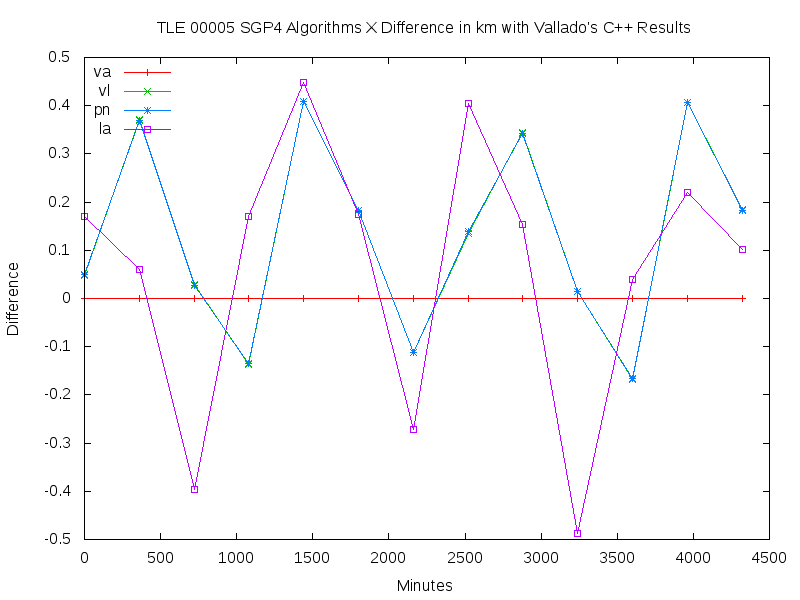 TLE 00005 SGP4 Algorithms X Difference in km with Vallado's C++ Results
0.5
0.4
0.3
0.2
0.1
0
-0.1
-0.2
-0.3
-0.4
-0.5
va
vl
pn
la
Difference
0 500 1000 1500 2000 2500 3000 3500 4000 4500
Minutes